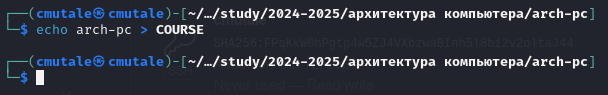 ┌──(cmutale㉿cmutale)-[~/…/study/2024-2025/архитектура компьютера/arch-pc]
└─$ echo arch-pc > COURSE
┌──(cmutale㉿cmutale)-[~/…/study/2024-2025/архитектура компьютера/arch-pc]
└─$